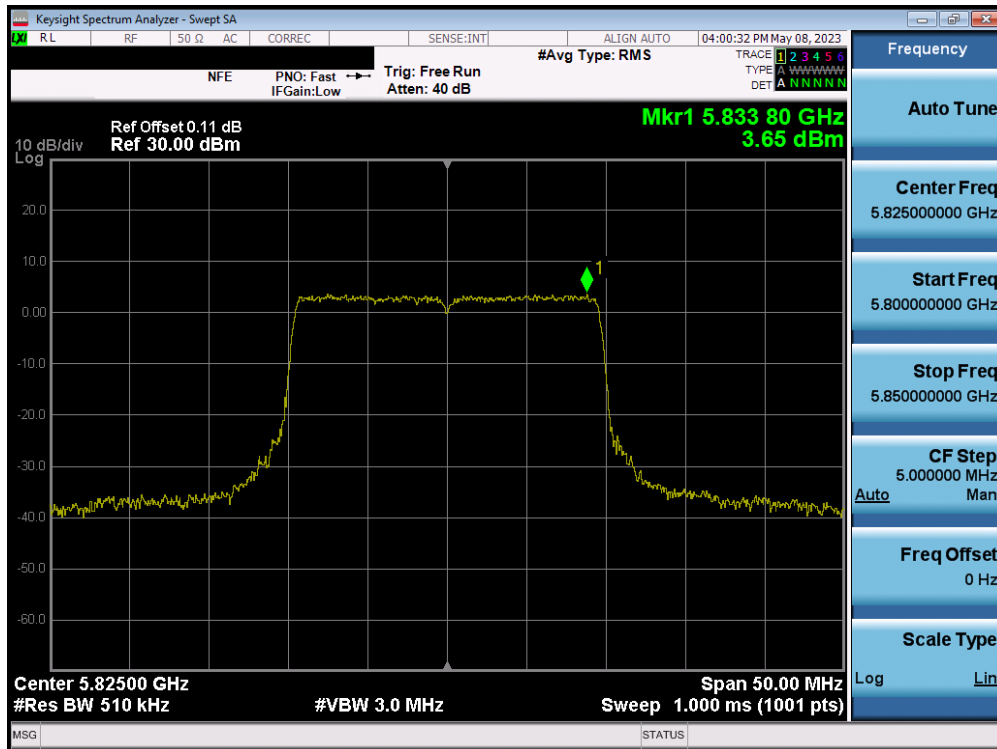 Keysight Spectrum Analyzer - Swept SA
LXI RL RF 50 Ω AC CORREC SENSE:INT ALIGN AUTO 04:00:32 PM May 08, 2023
#Avg Type: RMS
TRACE 1 2 3 4 5 6
TYPE A W W W W W
DET A N N N N N
NFE PNO: Fast Trig: Free Run
IFGain:Low Atten: 40 dB
Frequency
Auto Tune
Center Freq
5.825000000 GHz
Start Freq
5.800000000 GHz
Stop Freq
5.850000000 GHz
CF Step
5.000000 MHz
Auto Man
Freq Offset
0 Hz
Scale Type
Log Lin
Mkr1 5.833 80 GHz
3.65 dBm
Ref Offset 0.11 dB
10 dB/div Ref 30.00 dBm
Log
20.0
10.0
1
0.00
-10.0
-20.0
-30.0
-40.0
-50.0
-60.0
Center 5.82500 GHz Span 50.00 MHz
#Res BW 510 kHz #VBW 3.0 MHz Sweep 1.000 ms (1001 pts)
MSG STATUS